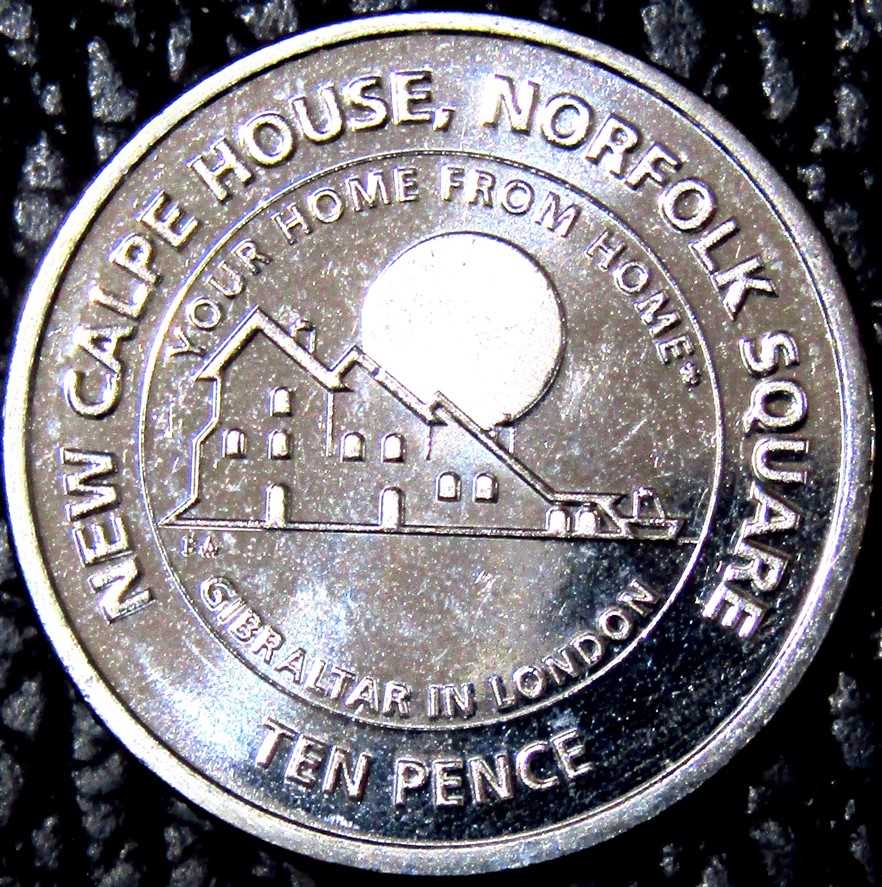 NEW CALPE HOUSE, NORFOLK SQUARE
YOUR HOME FROM HOME
GIBRALTAR IN LONDON
TEN PENCE